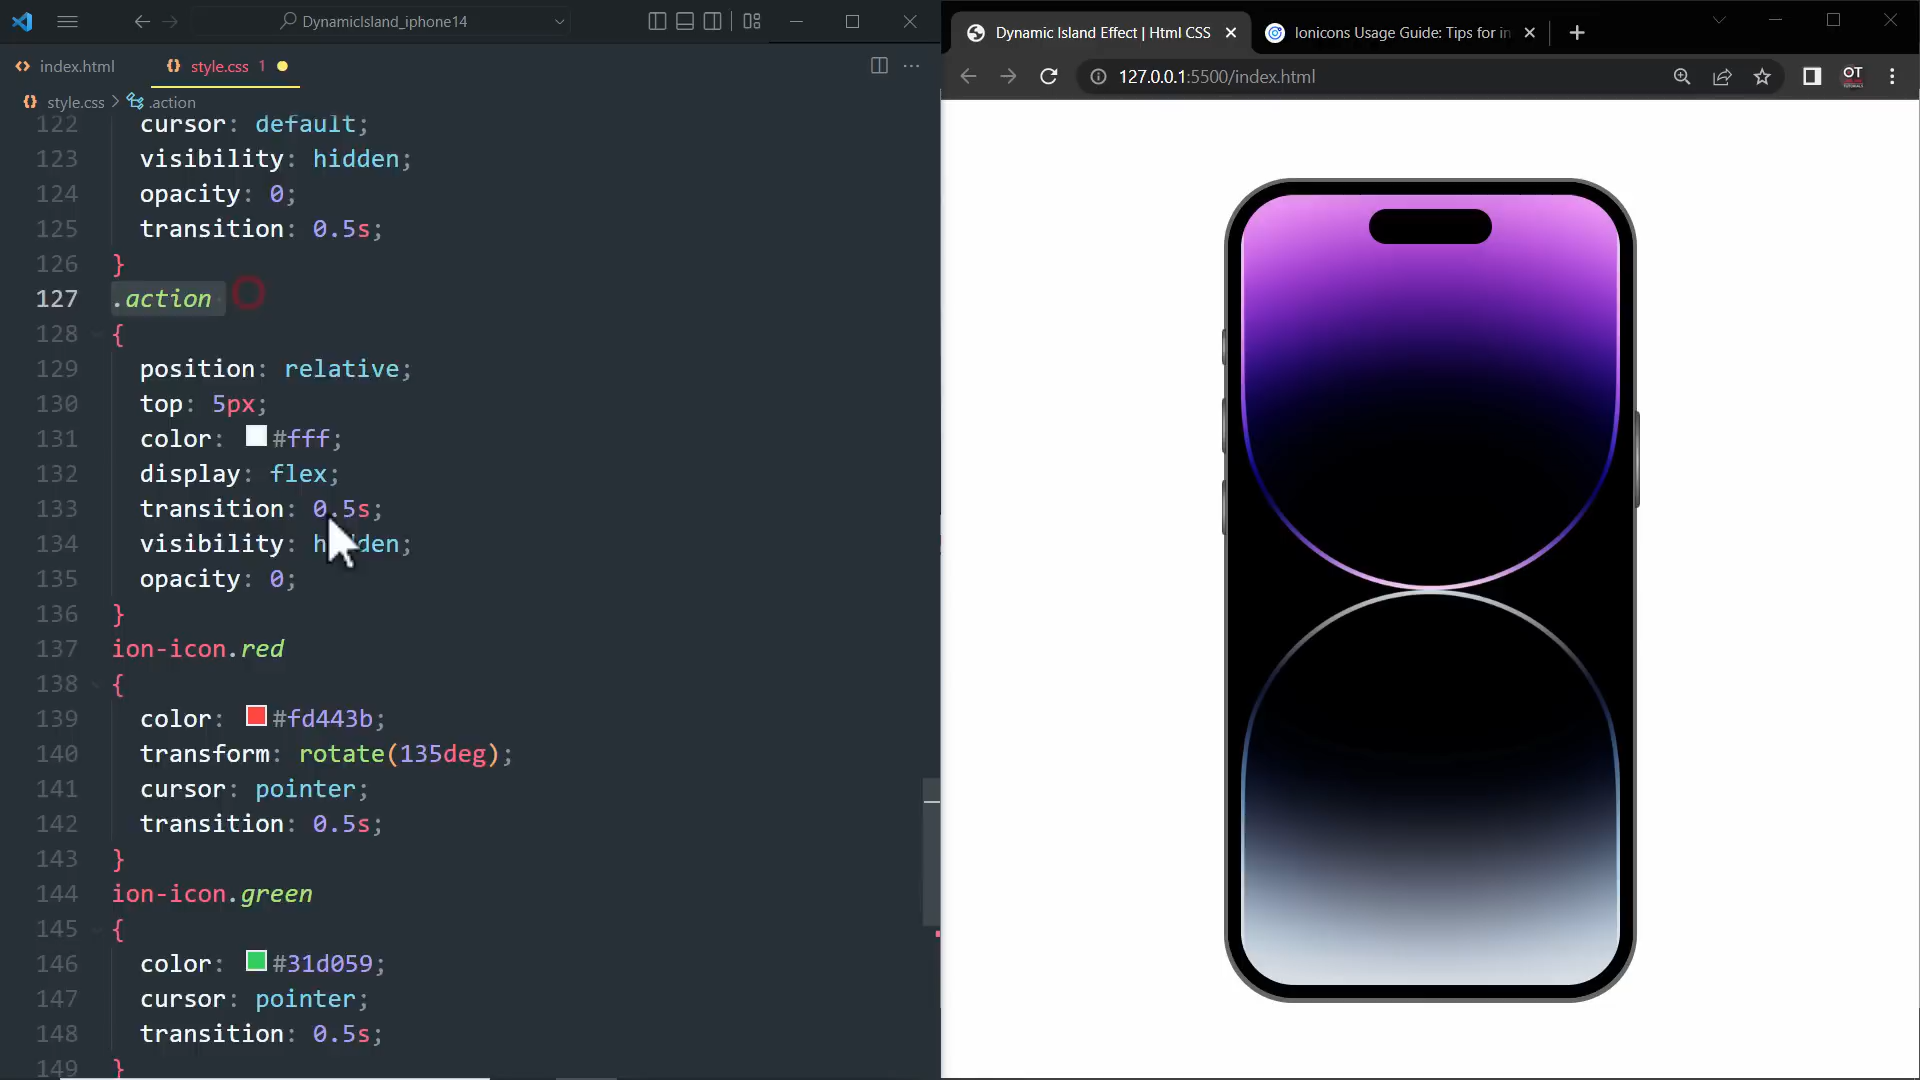 DynamicIsland_iphone14
index.html
style.css 1
style.css > .action
122 cursor: default;
123 visibility: hidden;
124 opacity: 0;
125 transition: 0.5s;
126 }
127 .action
128 {
129 position: relative;
130 top: 5px;
131 color: #fff;
132 display: flex;
133 transition: 0.5s;
134 visibility: hidden;
135 opacity: 0;
136 }
137 ion-icon.red
138 {
139 color: #fd443b;
140 transform: rotate(135deg);
141 cursor: pointer;
142 transition: 0.5s;
143 }
144 ion-icon.green
145 {
146 color: #31d059;
147 cursor: pointer;
148 transition: 0.5s;
149 }
Dynamic Island Effect | Html CSS
Ionicons Usage Guide: Tips for in
127.0.0.1:5500/index.html
OT